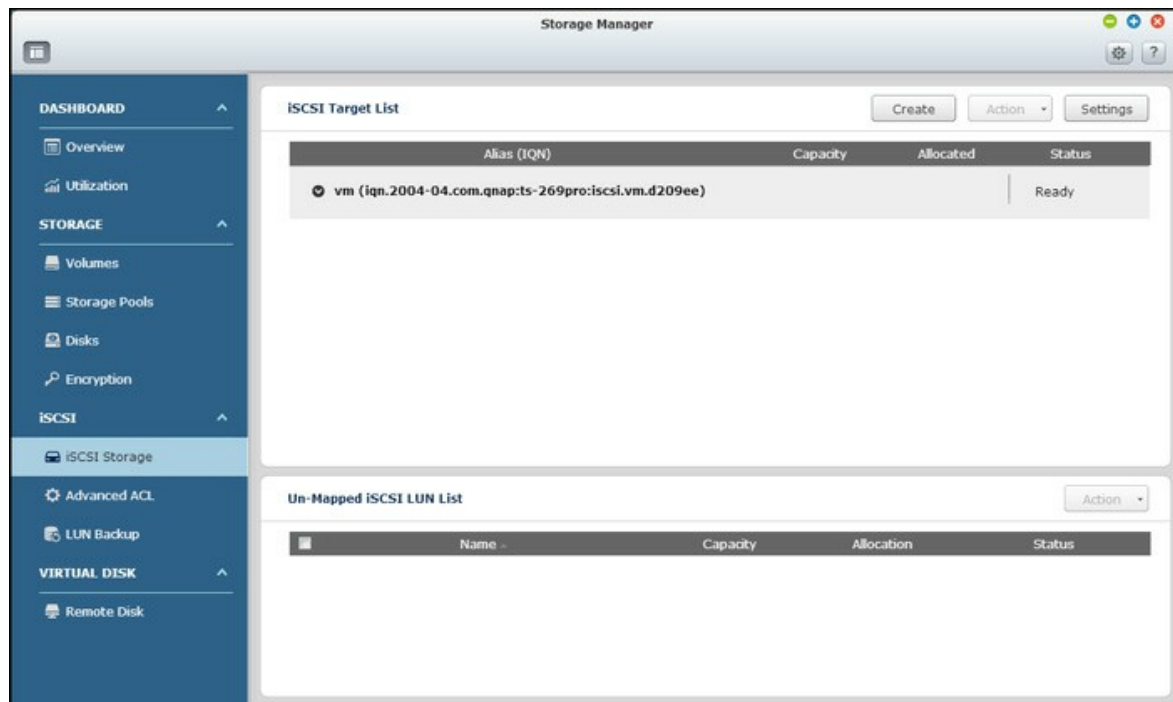 Storage Manager
?
DASHBOARD
Overview
Utilization
STORAGE
Volumes
Storage Pools
Disks
Encryption
iSCSI
iSCSI Storage
Advanced ACL
LUN Backup
VIRTUAL DISK
Remote Disk
iSCSI Target List
Create Action Settings
Alias (IQN) Capacity Allocated Status
vm (iqn.2004-04.com.qnap:ts-269pro:iscsi.vm.d209ee) Ready
Un-Mapped iSCSI LUN List
Action
Name Capacity Allocation Status